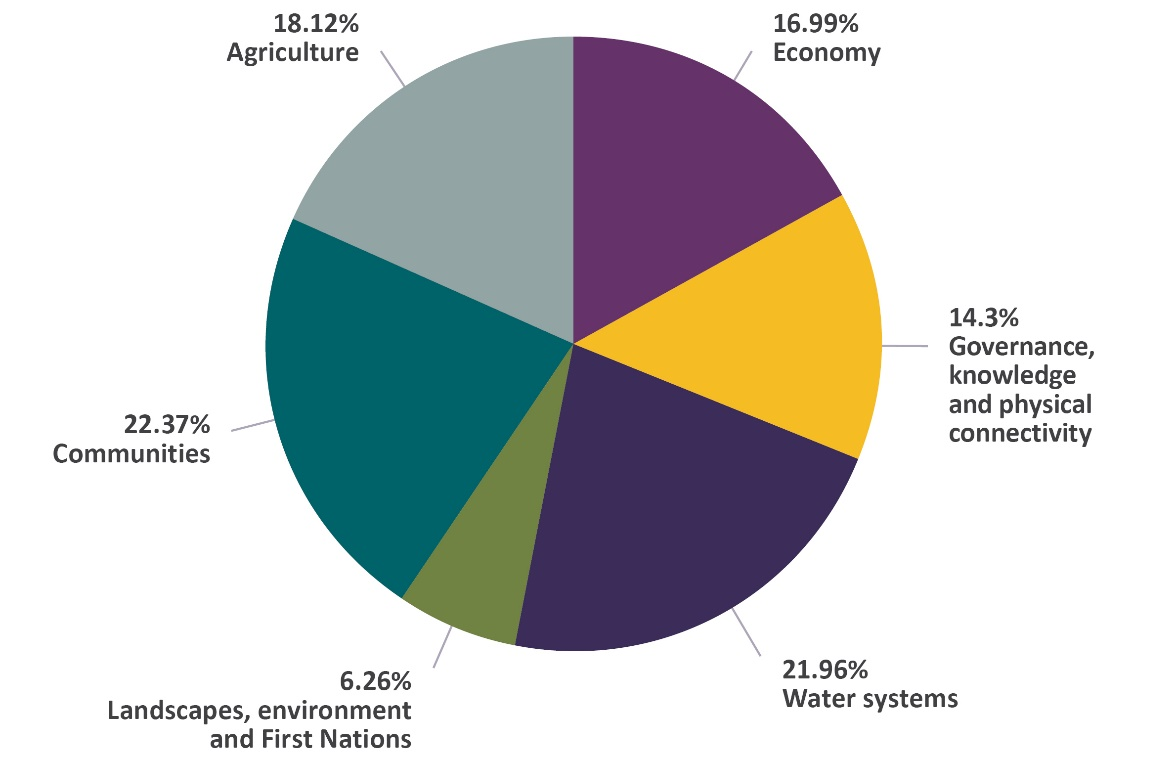 18.12%
Agriculture
16.99%
Economy
14.3%
Governance,
knowledge
and physical
connectivity
22.37%
Communities
21.96%
Water systems
6.26%
Landscapes, environment
and First Nations